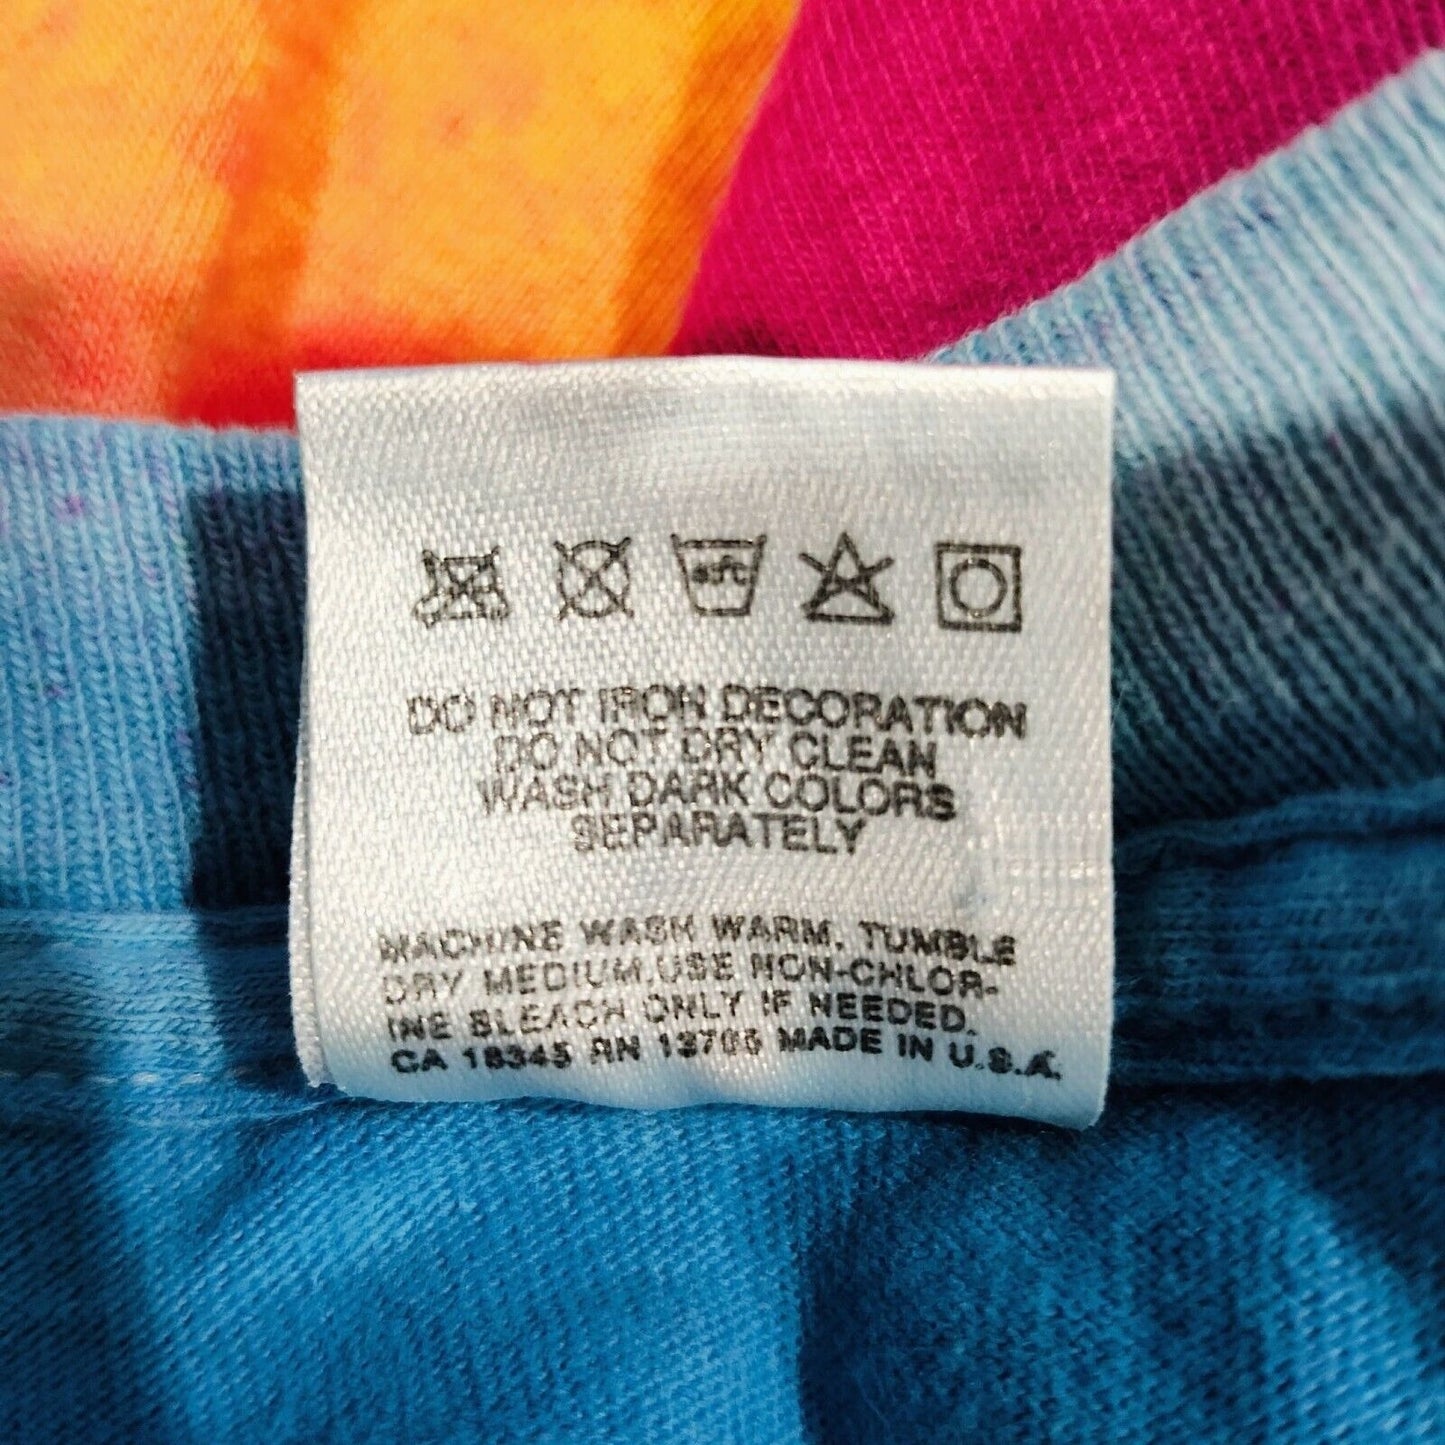 40°C
DO NOT IRON DECORATION
DO NOT DRY CLEAN
WASH DARK COLORS
SEPARATELY
MACHINE WASH WARM. TUMBLE
DRY MEDIUM.USE NON-CHLOR-
INE BLEACH ONLY IF NEEDED.
CA 18345 RN 13765 MADE IN U.S.A.